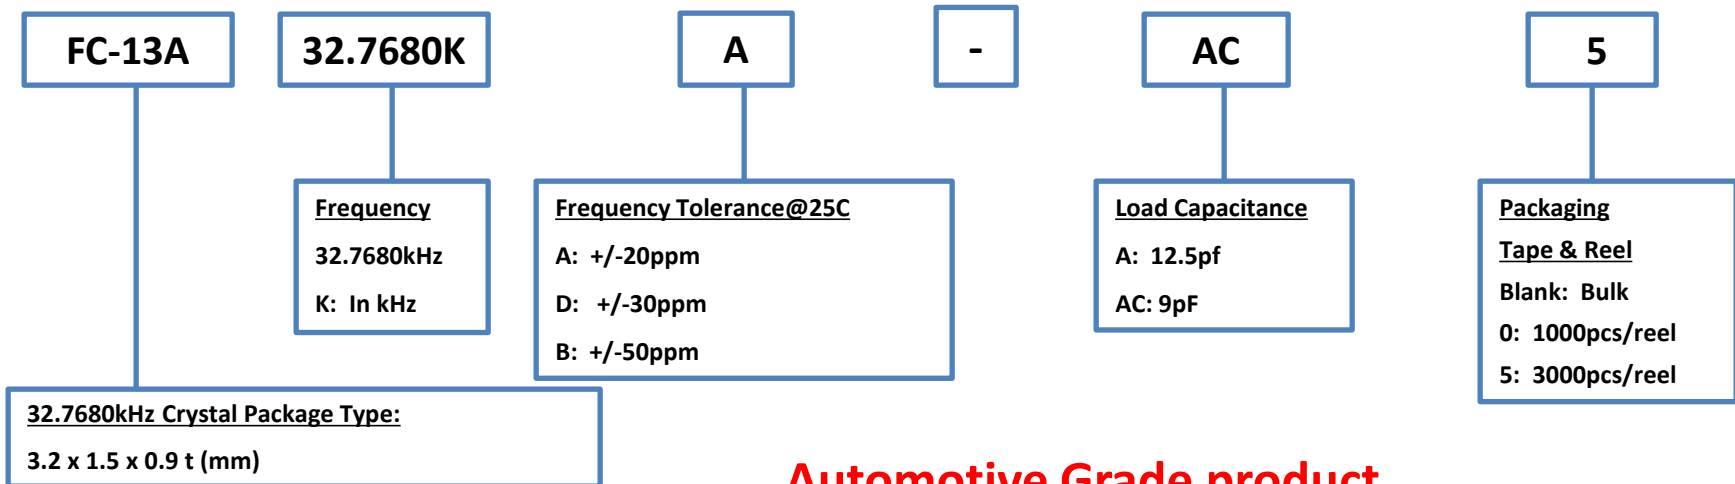 FC-13A
32.7680K
A
-
AC
5
Frequency
32.7680kHz
K: In kHz
Frequency Tolerance@25C
A: +/-20ppm
D: +/-30ppm
B: +/-50ppm
Load Capacitance
A: 12.5pf
AC: 9pF
Packaging
Tape & Reel
Blank: Bulk
0: 1000pcs/reel
5: 3000pcs/reel
32.7680kHz Crystal Package Type:
3.2 x 1.5 x 0.9 t (mm)
Automotive Grade product